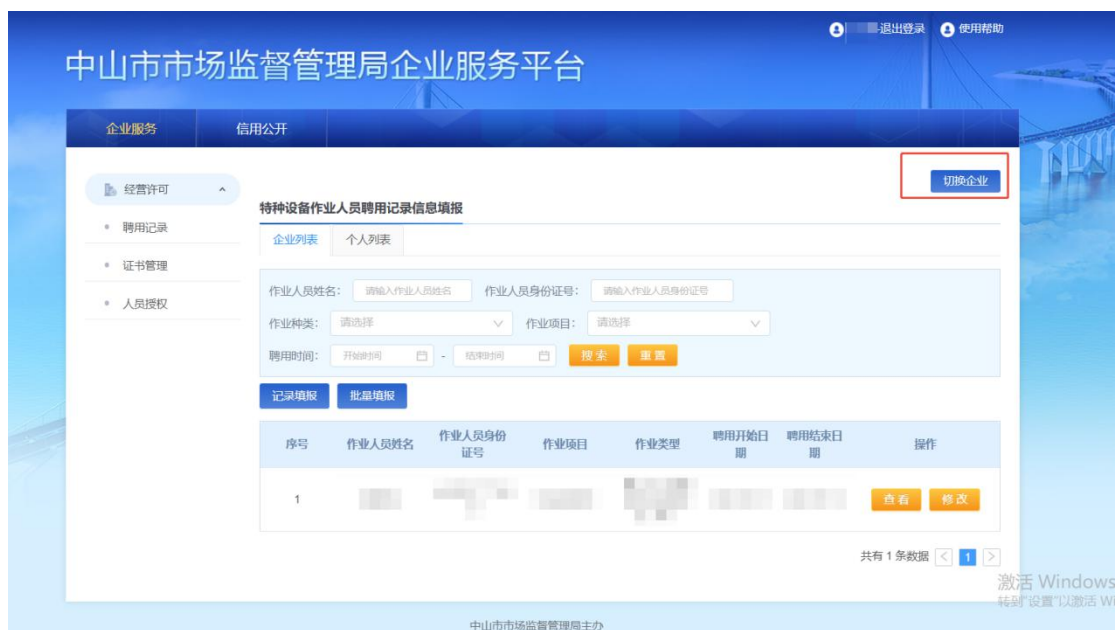 退出登录 使用帮助
中山市市场监督管理局企业服务平台
企业服务 信用公开
切换企业
经营许可
聘用记录
证书管理
人员授权
特种设备作业人员聘用记录信息填报
企业列表 个人列表
作业人员姓名： 请输入作业人员姓名 作业人员身份证号： 请输入作业人员身份证号
作业种类： 请选择 作业项目： 请选择
聘用时间： 开始时间 - 结束时间 搜索 重置
记录填报 批量填报
序号 作业人员姓名 作业人员身份 作业项目 作业类型 聘用开始日 聘用结束日 操作
证号 期 期
1 查看 修改
共有 1 条数据 < 1 >
激活 Windows
转到"设置"以激活 Wi
中山市市场监督管理局主办